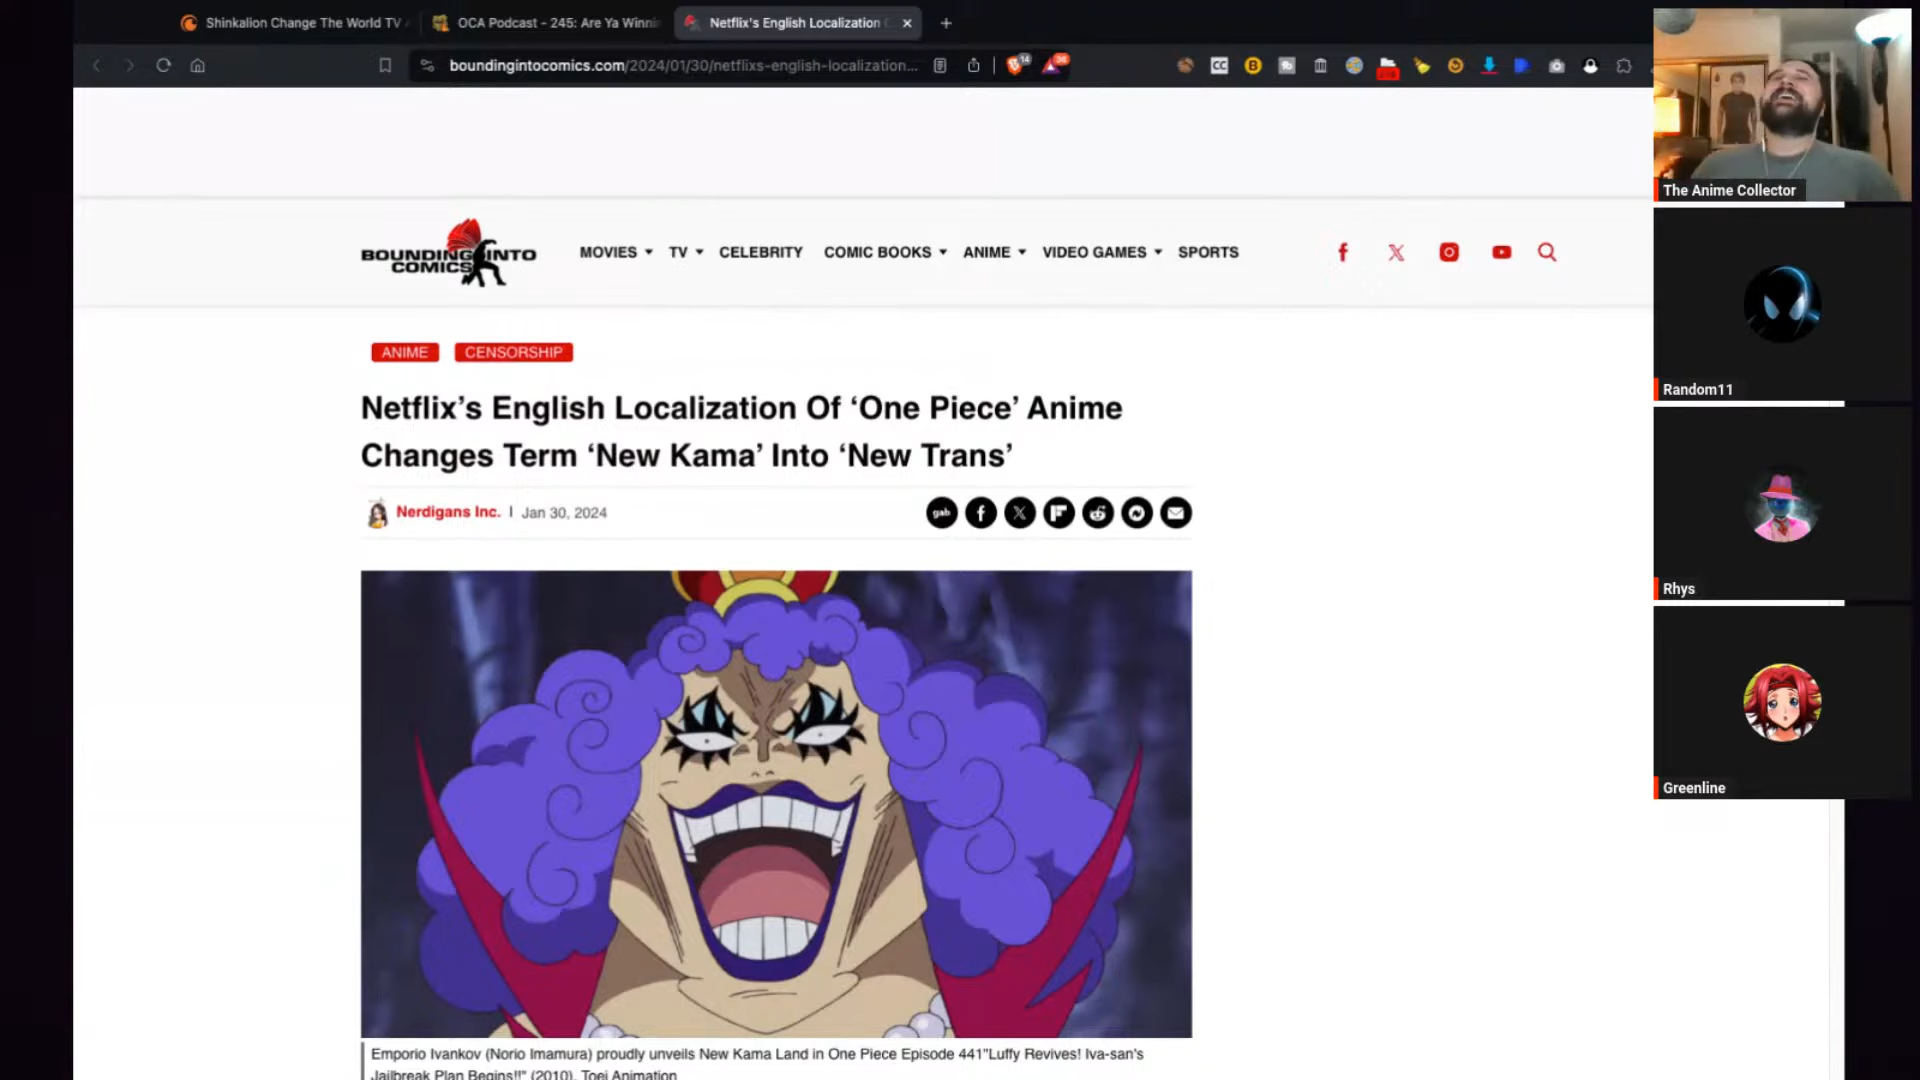 Shinkalion Change The World TV
OCA Podcast - 245: Are Ya Winni
Netflix's English Localization
boundingintocomics.com/2024/01/30/netflixs-english-localization...
14
36
CC
B
BOUNDING INTO
COMICS
MOVIES
TV
CELEBRITY
COMIC BOOKS
ANIME
VIDEO GAMES
SPORTS
ANIME
CENSORSHIP
Netflix's English Localization Of ‘One Piece’ Anime
Changes Term ‘New Kama’ Into ‘New Trans’
Nerdigans Inc. | Jan 30, 2024
gab
Emporio Ivankov (Norio Imamura) proudly unveils New Kama Land in One Piece Episode 441"Luffy Revives! Iva-san's
Jailbreak Plan Begins!!" (2010), Toei Animation
The Anime Collector
Random11
Rhys
Greenline